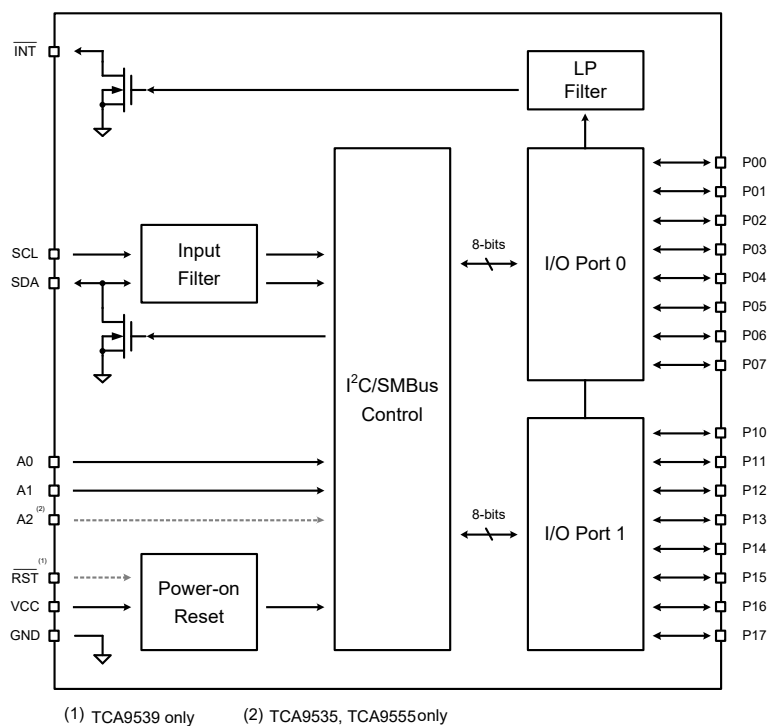 INT
LP
Filter
P00
P01
P02
P03
P04
P05
P06
P07
SCL
SDA
Input
Filter
8-bits
I/O Port 0
I²C/SMBus
Control
P10
P11
P12
P13
P14
P15
P16
P17
A0
A1
A2 (2)
8-bits
I/O Port 1
RST (1)
VCC
GND
Power-on
Reset
(1) TCA9539 only
(2) TCA9535, TCA9555only